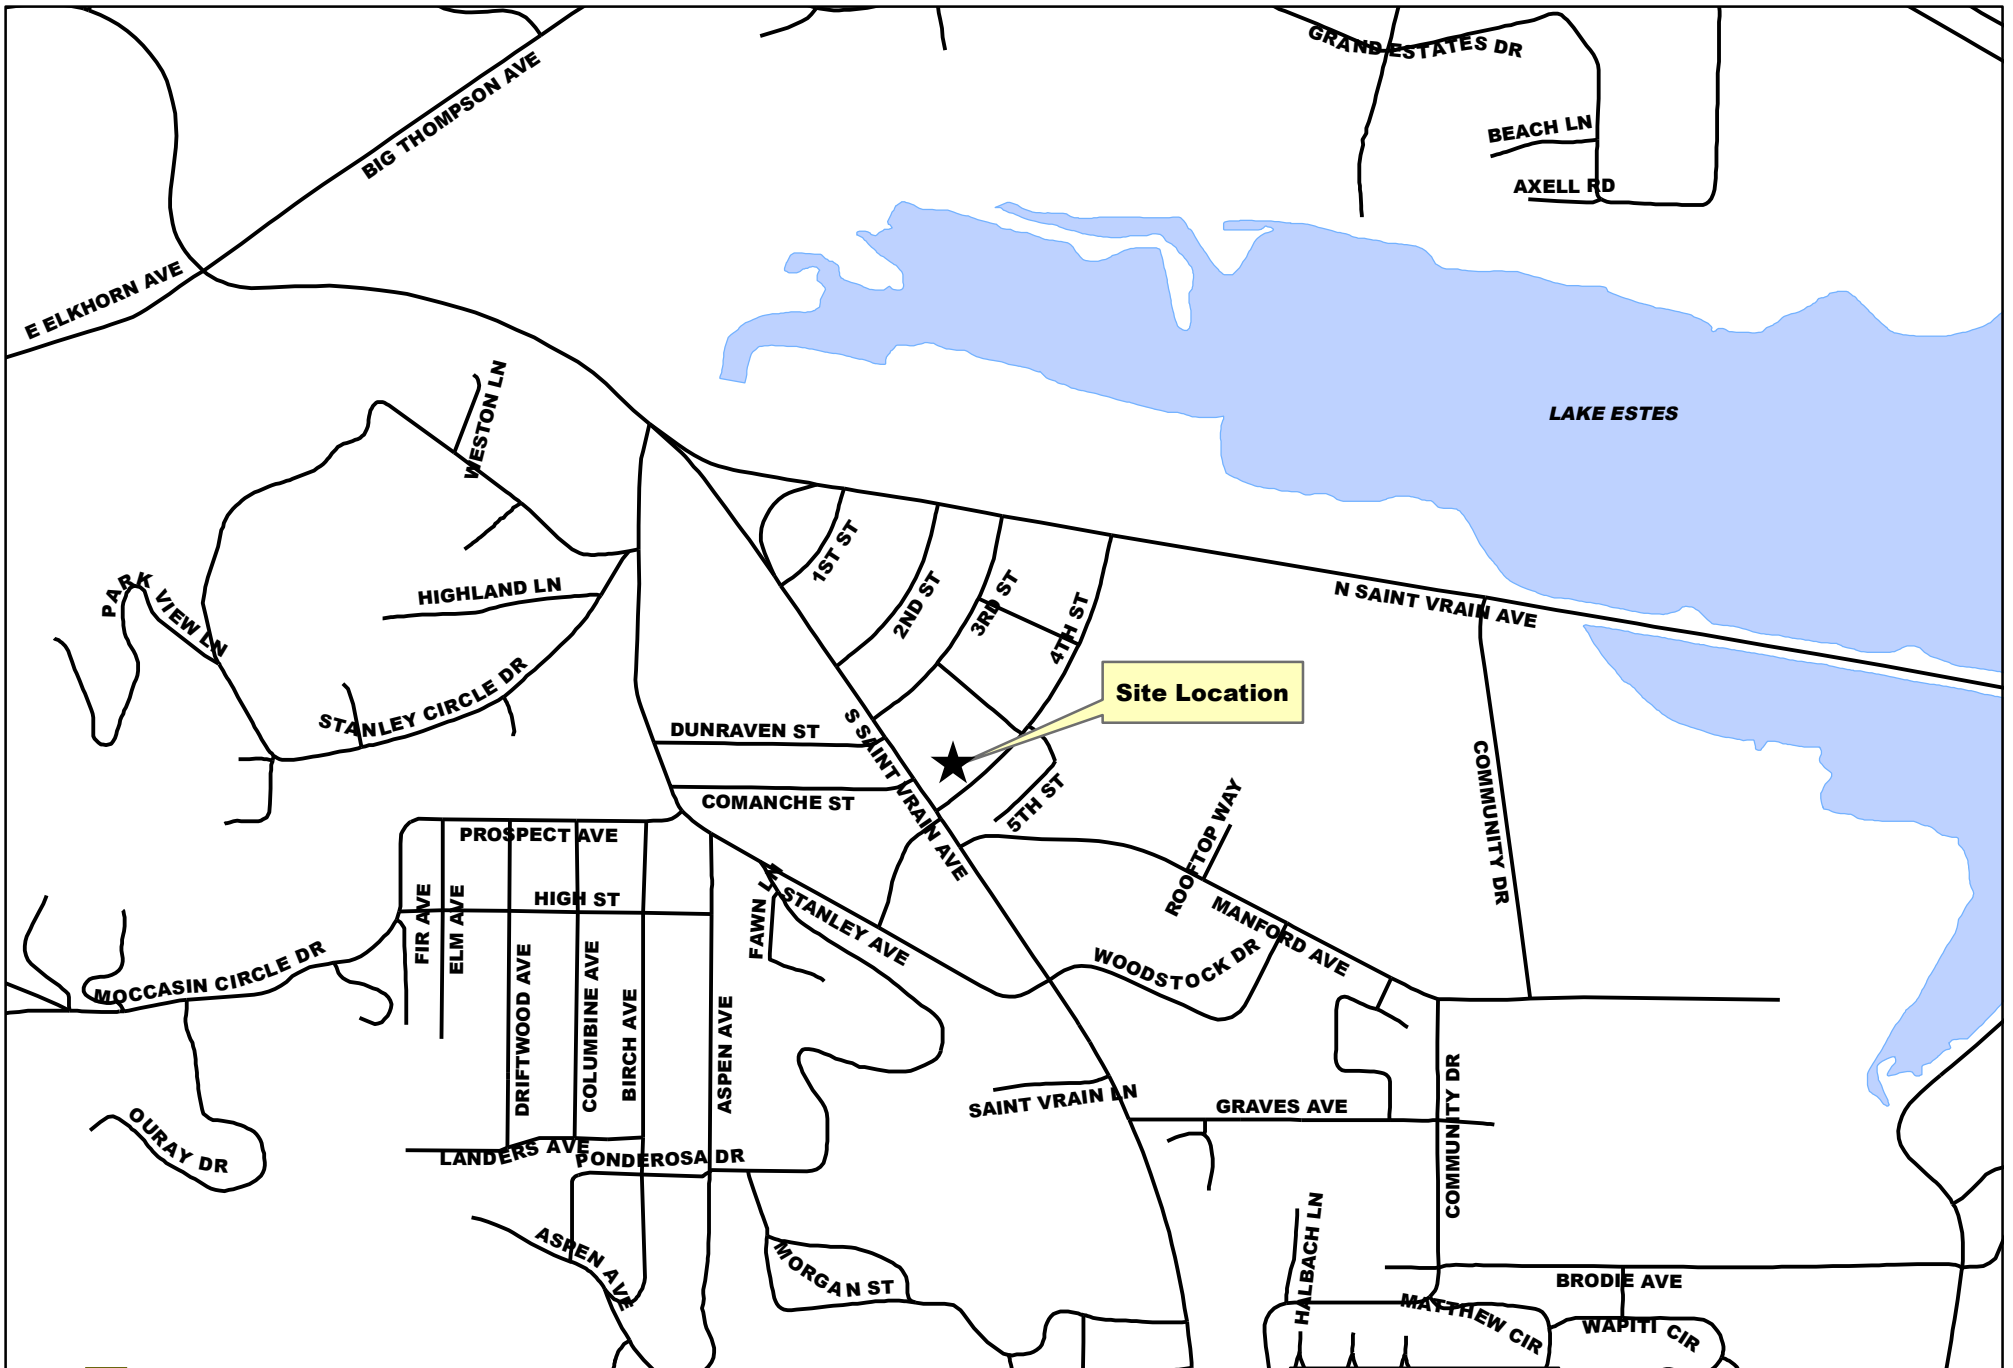 GRAND ESTATES DR
BIG THOMPSON AVE
BEACH LN
AXELL RD
E ELKHORN AVE
LAKE ESTES
WESTON LN
1ST ST
2ND ST
3RD ST
4TH ST
N SAINT VRAIN AVE
HIGHLAND LN
PARK VIEW LN
STANLEY CIRCLE DR
Site Location
DUNRAVEN ST
S SAINT VRAIN AVE
COMANCHE ST
5TH ST
COMMUNITY DR
ROOFTOP WAY
PROSPECT AVE
HIGH ST
FIR AVE
ELM AVE
FAWN LN
STANLEY AVE
MANFORD AVE
WOODSTOCK DR
MOCCASIN CIRCLE DR
DRIFTWOOD AVE
COLUMBINE AVE
BIRCH AVE
ASPEN AVE
SAINT VRAIN LN
GRAVES AVE
COMMUNITY DR
OURAY DR
LANDERS AVE
PONDEROSA DR
ASPEN AVE
MORGAN ST
HALBACH LN
BRODIE AVE
MATTHEW CIR
WAPITI CIR